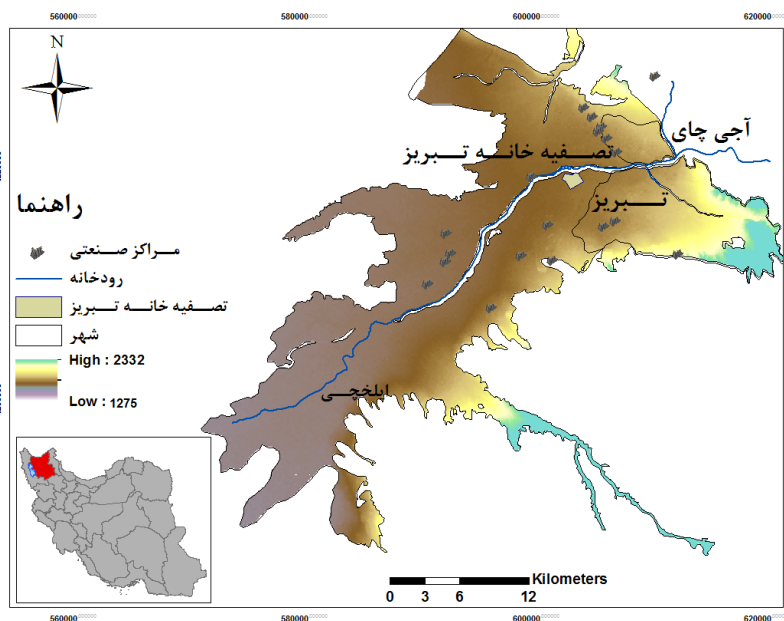 560000 580000 600000 620000
N
آجی چای
تصفیه خانه تبریز
تبریز
ایلخچی
راهنما
مراکز صنعتی
رودخانه
تصفیه خانه تبریز
شهر
High : 2332
Low : 1275
Kilometers
0 3 6 12
560000 580000 600000 620000